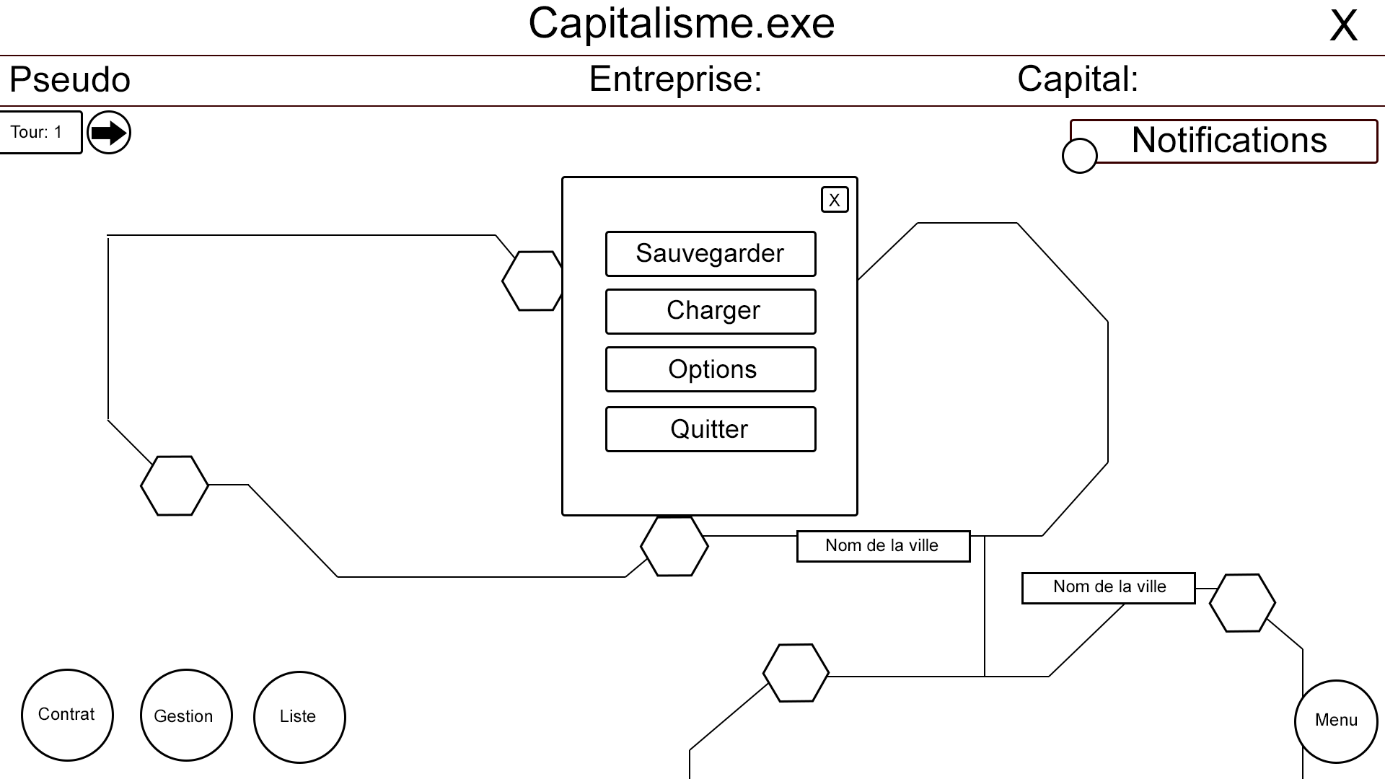 Capitalisme.exe X
Pseudo Entreprise: Capital:
Tour: 1
Notifications
X
Sauvegarder
Charger
Options
Quitter
Nom de la ville
Nom de la ville
Contrat
Gestion
Liste
Menu